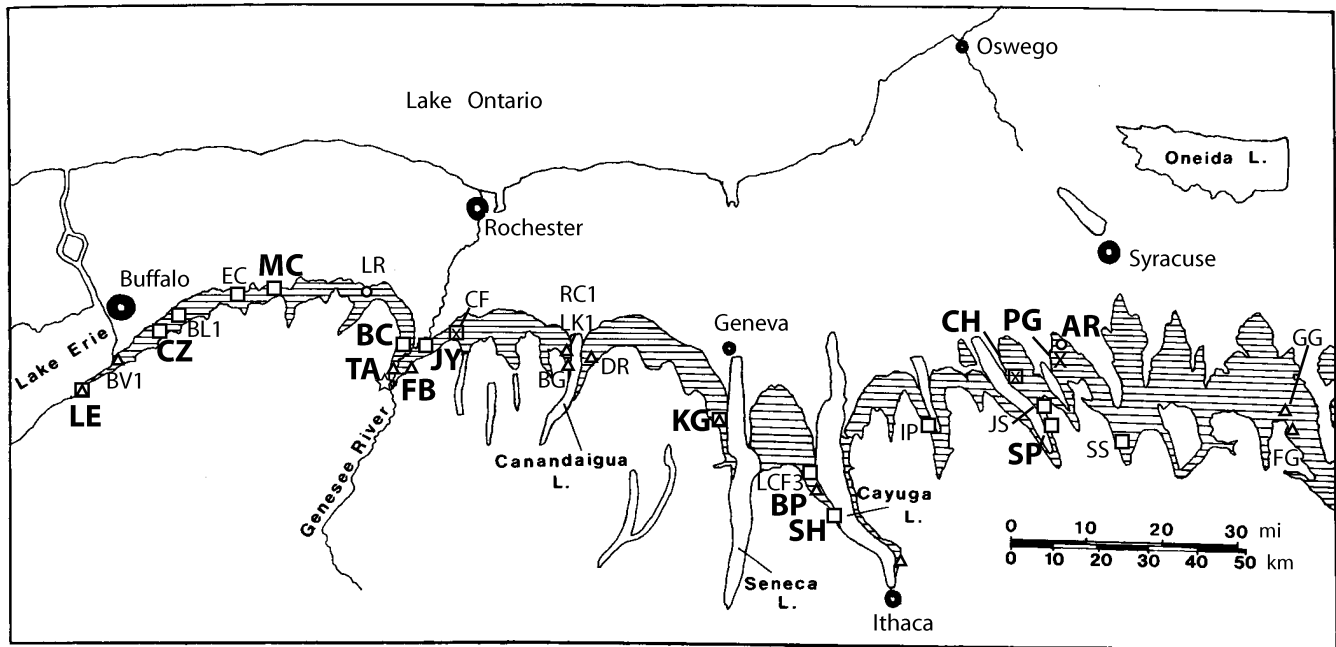 Oswego
Lake Ontario
Oneida L.
Rochester
Syracuse
Buffalo
EC
MC
LR
CF
RC1
LK1
Geneva
CH
PG
AR
GG
BL1
CZ
BC
JY
Lake Erie
BV1
TA
FB
BG
DR
LE
KG
IP
JS
SP
SS
FG
Genesee River
Canandaigua
L.
LCF3
BP
SH
Cayuga
L.
0 10 20 30 mi
0 10 20 30 40 50 km
Seneca
L.
Ithaca